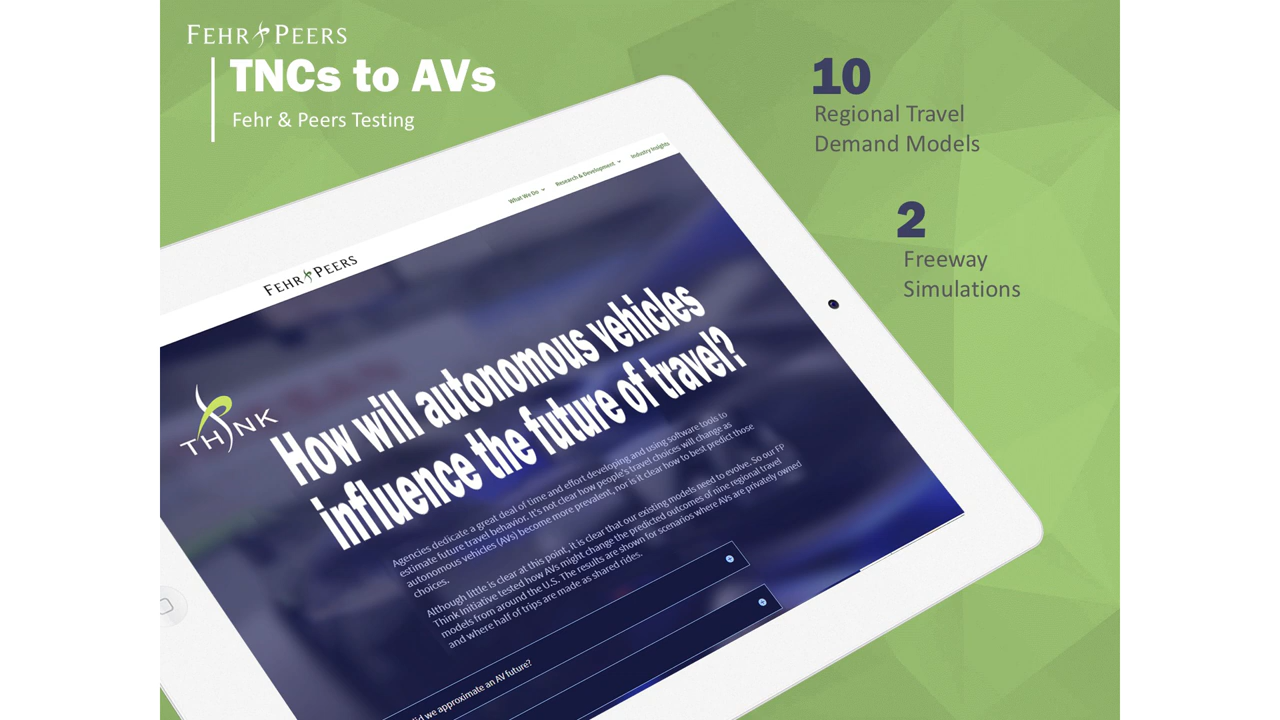 FEHR PEERS
TNCs to AVs
Fehr & Peers Testing
10
Regional Travel
Demand Models
2
Freeway
Simulations
What We Do
Research & Development
Industry Insights
FEHR PEERS
THINK
How will autonomous vehicles
influence the future of travel?
Agencies dedicate a great deal of time and effort developing and using software tools to
estimate future travel behavior. It's not clear how people's travel choices will change as
autonomous vehicles (AVs) become more prevalent, nor is it clear how to best predict those
choices.
Although little is clear at this point, it is clear that our existing models need to evolve. So our FP
Think Initiative tested how AVs might change the predicted outcomes of nine regional travel
models from around the U.S. The results are shown for scenarios where AVs are privately owned
and where half of trips are made as shared rides.
did we approximate an AV future?